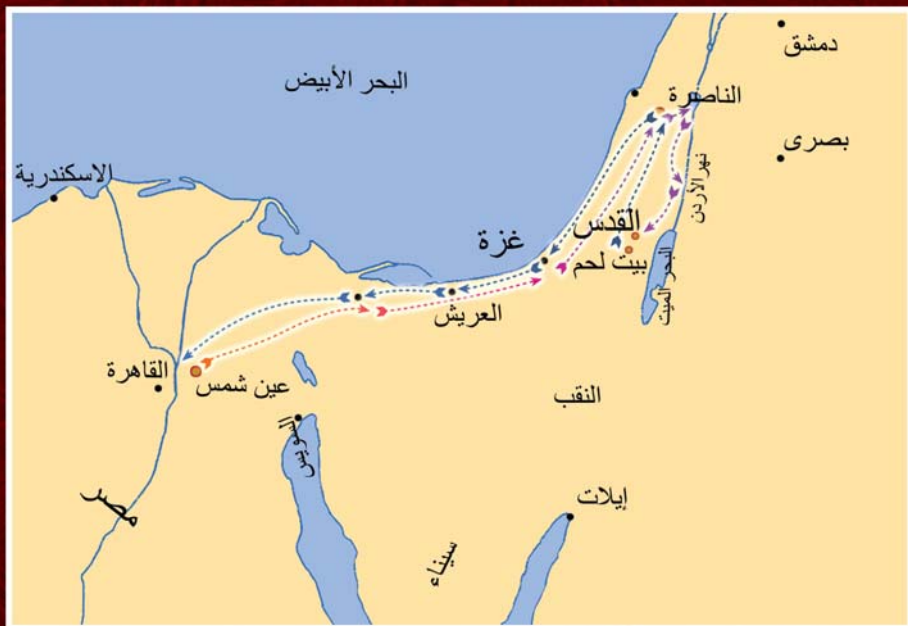 دمشق
البحر الأبيض
الناصرة
بصرى
الاسكندرية
نهر الأردن
القدس
غزة
بيت لحم
البحر الميت
العريش
القاهرة
عين شمس
النقب
السويس
إيلات
مصر
سيناء